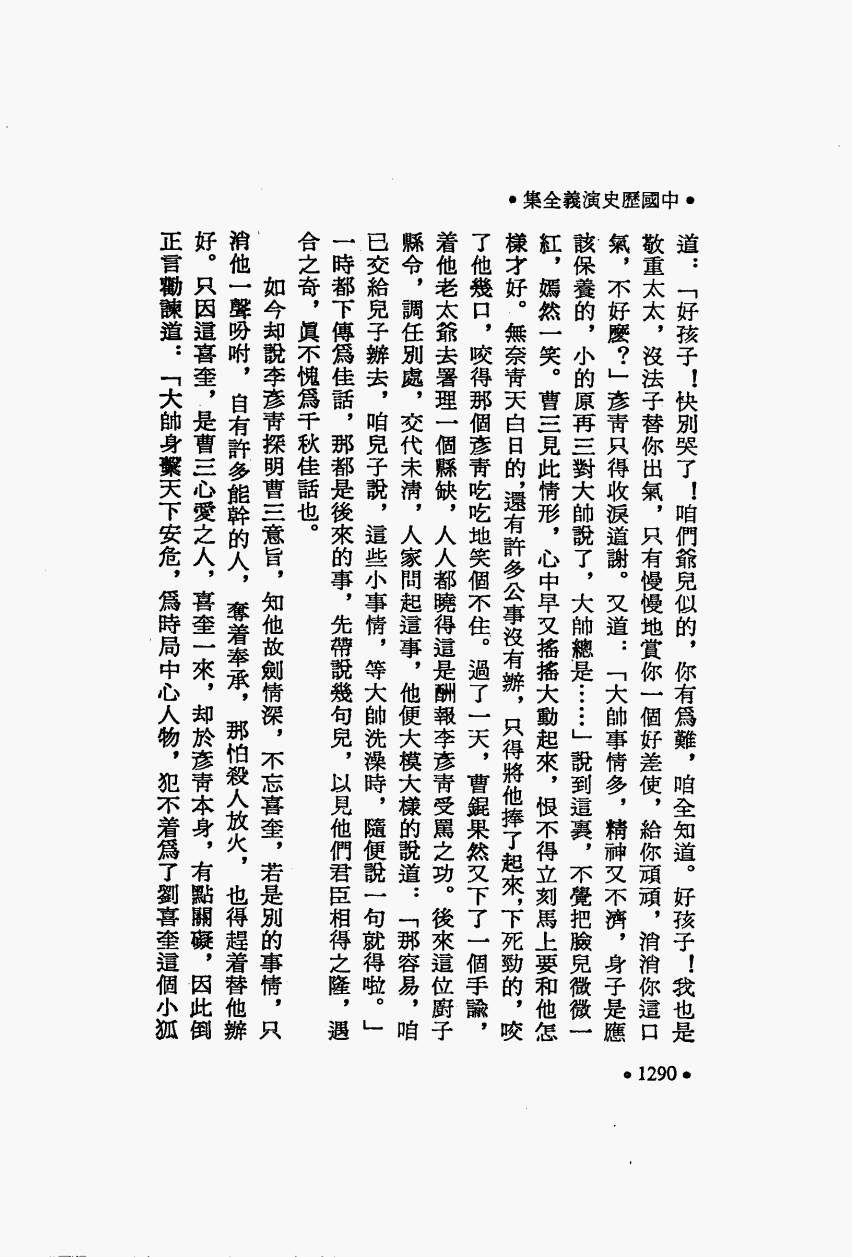 •中國歷史演義全集•
道：「好孩子！快別哭了！咱們爺兒似的，你有爲難，咱全知道。好孩子！我也是
敬重太太，沒法子替你出氣，只有慢慢地賞你一個好差使，給你頑頑，消消你這口
氣，不好麼？」彥青只得收淚道謝。又道：「大帥事情多，精神又不濟，身子是應
該保養的，小的原再三對大帥說了，大帥總是……」說到這裏，不覺把臉兒微微一
紅，嫣然一笑。曹三見此情形，心中早又搖搖大動起來，恨不得立刻馬上要和他怎
樣才好。無奈青天白日的，還有許多公事沒有辦，只得將他捧了起來，下死勁的，咬
了他幾口，咬得那個彥青吃吃地笑個不住。過了一天，曹錕果然又下了一個手諭，
着他老太爺去署理一個縣缺，人人都曉得這是酬報李彥青受罵之功。後來這位廚子
縣令，調任別處，交代未清，人家問起這事，他便大模大樣的說道：「那容易，咱
已交給兒子辦去，咱兒子說，這些小事情，等大帥洗澡時，隨便說一句就得啦。」
一時都下傳爲佳話，那都是後來的事，先帶說幾句兒，以見他們君臣相得之隆，遇
合之奇，眞不愧爲千秋佳話也。
如今却說李彥青探明曹三意旨，知他故劍情深，不忘喜奎，若是別的事情，只
消他一聲吩咐，自有許多能幹的人，奪着奉承，那怕殺人放火，也得趕着替他辦
好。只因這喜奎，是曹三心愛之人，喜奎一來，却於彥青本身，有點關礙，因此倒
正言勸諫道：「大帥身繫天下安危，爲時局中心人物，犯不着爲了劉喜奎這個小狐
•1290•